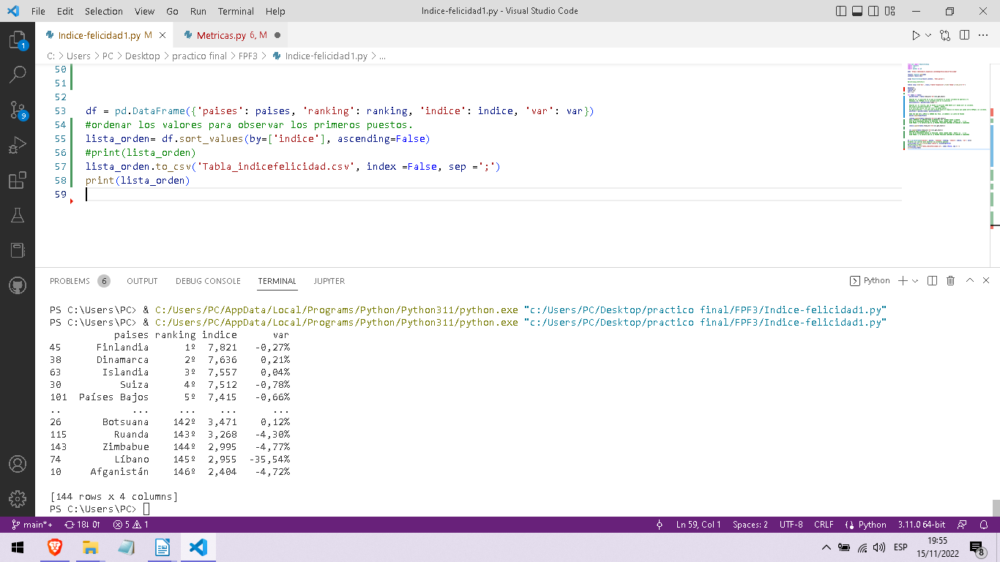 File Edit Selection View Go Run Terminal Help Indice-felicidad1.py - Visual Studio Code
Indice-felicidad1.py M Metricas.py 6, M
C: > Users > PC > Desktop > practico final > FPF3 > Indice-felicidad1.py > ...
50
51
52
53 df = pd.DataFrame({'paises': paises, 'ranking': ranking, 'indice': indice, 'var': var})
54 #ordenar los valores para observar los primeros puestos.
55 lista_orden= df.sort_values(by=['indice'], ascending=False)
56 #print(lista_orden)
57 lista_orden.to_csv('Tabla_indicefelicidad.csv', index =False, sep =';')
58 print(lista_orden)
59
PROBLEMS 6 OUTPUT DEBUG CONSOLE TERMINAL JUPYTER Python
PS C:\Users\PC> & C:/Users/PC/AppData/Local/Programs/Python/Python311/python.exe "c:/Users/PC/Desktop/practico final/FPF3/Indice-felicidad1.py"
PS C:\Users\PC> & C:/Users/PC/AppData/Local/Programs/Python/Python311/python.exe "c:/Users/PC/Desktop/practico final/FPF3/Indice-felicidad1.py"
paises ranking indice var
45 Finlandia 1º 7,821 -0,27%
38 Dinamarca 2º 7,636 0,21%
63 Islandia 3º 7,557 0,04%
30 Suiza 4º 7,512 -0,78%
101 Países Bajos 5º 7,415 -0,66%
.. ... ... ... ...
26 Botsuana 142º 3,471 0,12%
115 Ruanda 143º 3,268 -4,30%
143 Zimbabue 144º 2,995 -4,77%
74 Líbano 145º 2,955 -35,54%
10 Afganistán 146º 2,404 -4,72%
[144 rows x 4 columns]
PS C:\Users\PC>
1
9
main*+ 18↓ 0↑ 5 1 Ln 59, Col 1 Spaces: 2 UTF-8 CRLF Python 3.11.0 64-bit
ESP 19:55
15/11/2022 8